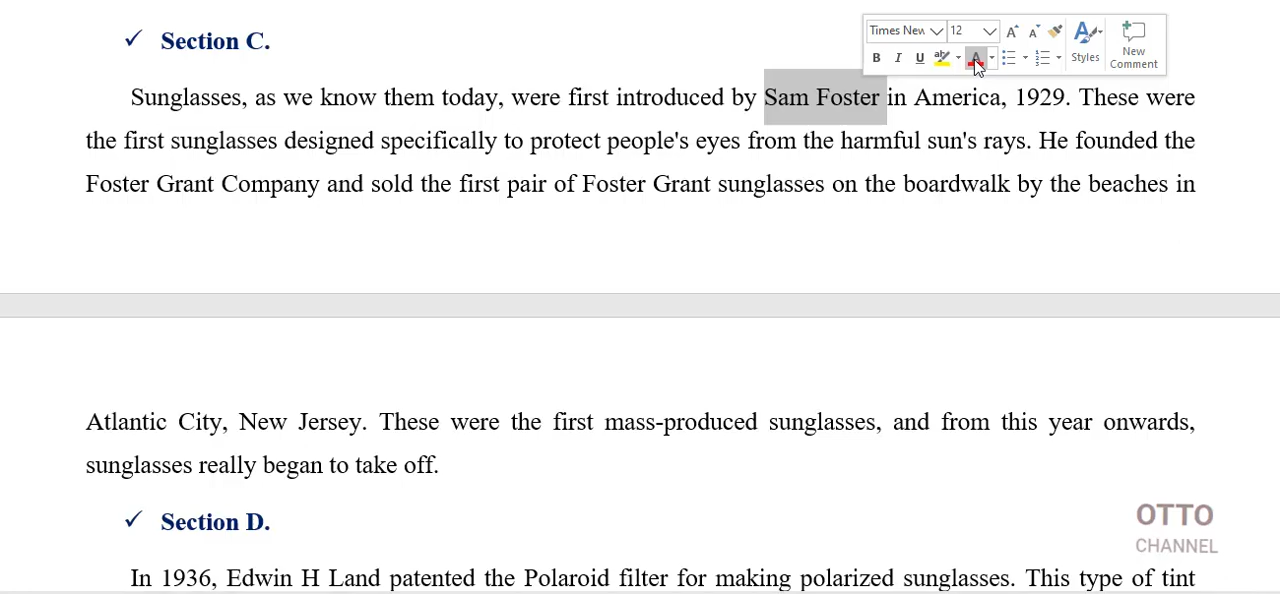 ✓ Section C.
Times New 12
B I U Styles New Comment
Sunglasses, as we know them today, were first introduced by Sam Foster in America, 1929. These were
the first sunglasses designed specifically to protect people's eyes from the harmful sun's rays. He founded the
Foster Grant Company and sold the first pair of Foster Grant sunglasses on the boardwalk by the beaches in
Atlantic City, New Jersey. These were the first mass-produced sunglasses, and from this year onwards,
sunglasses really began to take off.
✓ Section D.
OTTO
CHANNEL
In 1936, Edwin H Land patented the Polaroid filter for making polarized sunglasses. This type of tint